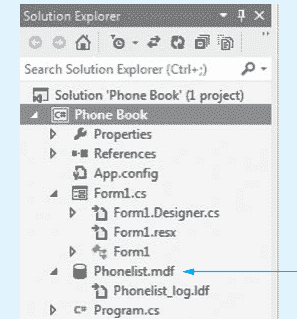 Solution Explorer
Search Solution Explorer (Ctrl+;)
Solution 'Phone Book' (1 project)
C# Phone Book
Properties
References
App.config
Form1.cs
Form1.Designer.cs
Form1.resx
Form1
Phonelist.mdf
Phonelist_log.ldf
C# Program.cs